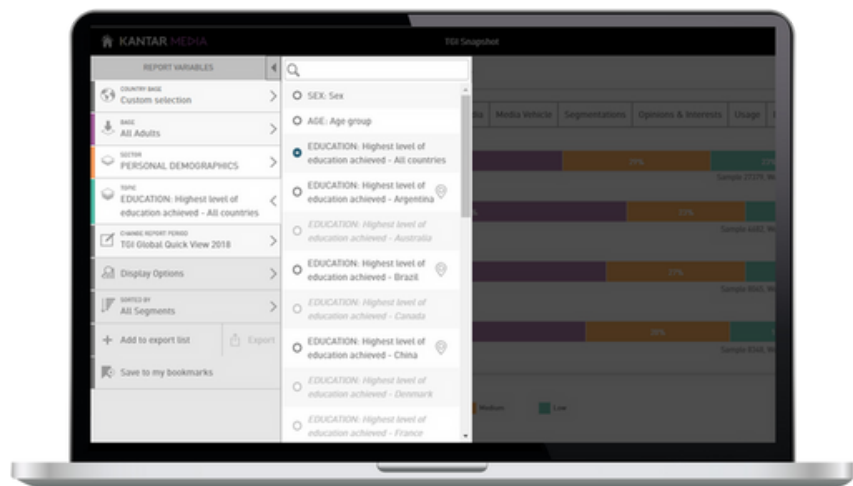 KANTAR MEDIA
TGI Snapshot
REPORT VARIABLES
COUNTRY BASE
Custom selection
BASE
All Adults
SECTOR
PERSONAL DEMOGRAPHICS
TOPIC
EDUCATION: Highest level of
education achieved - All countries
CHANGE REPORT PERIOD
TGI Global Quick View 2018
Display Options
SORTED BY
All Segments
Add to export list
Export
Save to my bookmarks
SEX: Sex
AGE: Age group
EDUCATION: Highest level of
education achieved - All countries
EDUCATION: Highest level of
education achieved - Argentina
EDUCATION: Highest level of
education achieved - Australia
EDUCATION: Highest level of
education achieved - Brazil
EDUCATION: Highest level of
education achieved - Canada
EDUCATION: Highest level of
education achieved - China
EDUCATION: Highest level of
education achieved - Denmark
EDUCATION: Highest level of
education achieved - France
Media Vehicle
Segmentations
Opinions & Interests
Usage
Medium
Low